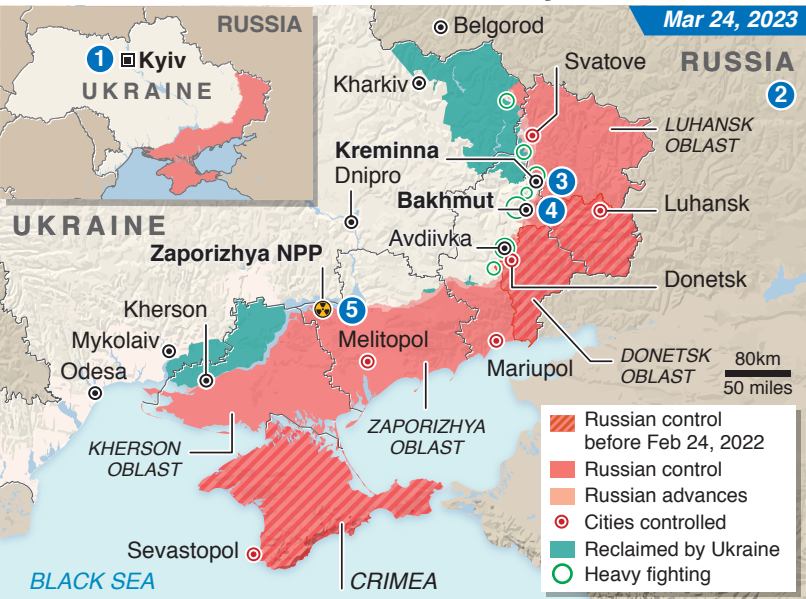 Mar 24, 2023
RUSSIA
1
Kyiv
UKRAINE
Belgorod
Kharkiv
Svatove
RUSSIA
2
LUHANSK
OBLAST
Kreminna
Dnipro
3
Bakhmut
4
Luhansk
UKRAINE
Avdiivka
Zaporizhya NPP
Donetsk
Kherson
5
Mykolaiv
Melitopol
Odesa
Mariupol
DONETSK
OBLAST
80km
50 miles
KHERSON
OBLAST
ZAPORIZHYA
OBLAST
Sevastopol
BLACK SEA
CRIMEA
Russian control
before Feb 24, 2022
Russian control
Russian advances
Cities controlled
Reclaimed by Ukraine
Heavy fighting